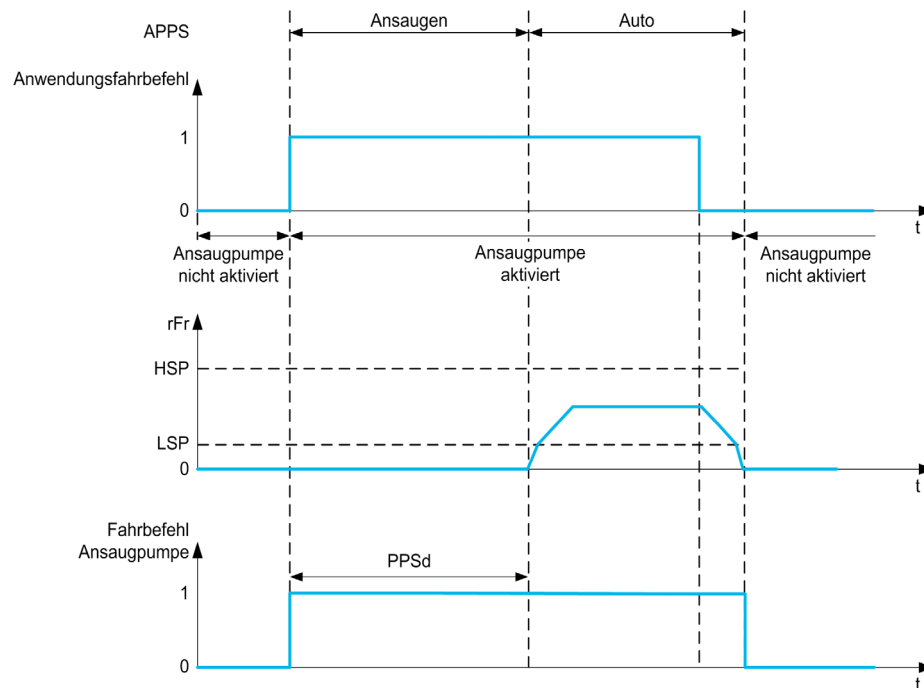 APPS
Ansaugen
Auto
Anwendungsfahrbefehl
1
0
t
Ansaugpumpe
nicht aktiviert
Ansaugpumpe
aktiviert
Ansaugpumpe
nicht aktiviert
rFr
HSP
LSP
0
t
Fahrbefehl
Ansaugpumpe
PPSd
1
0
t